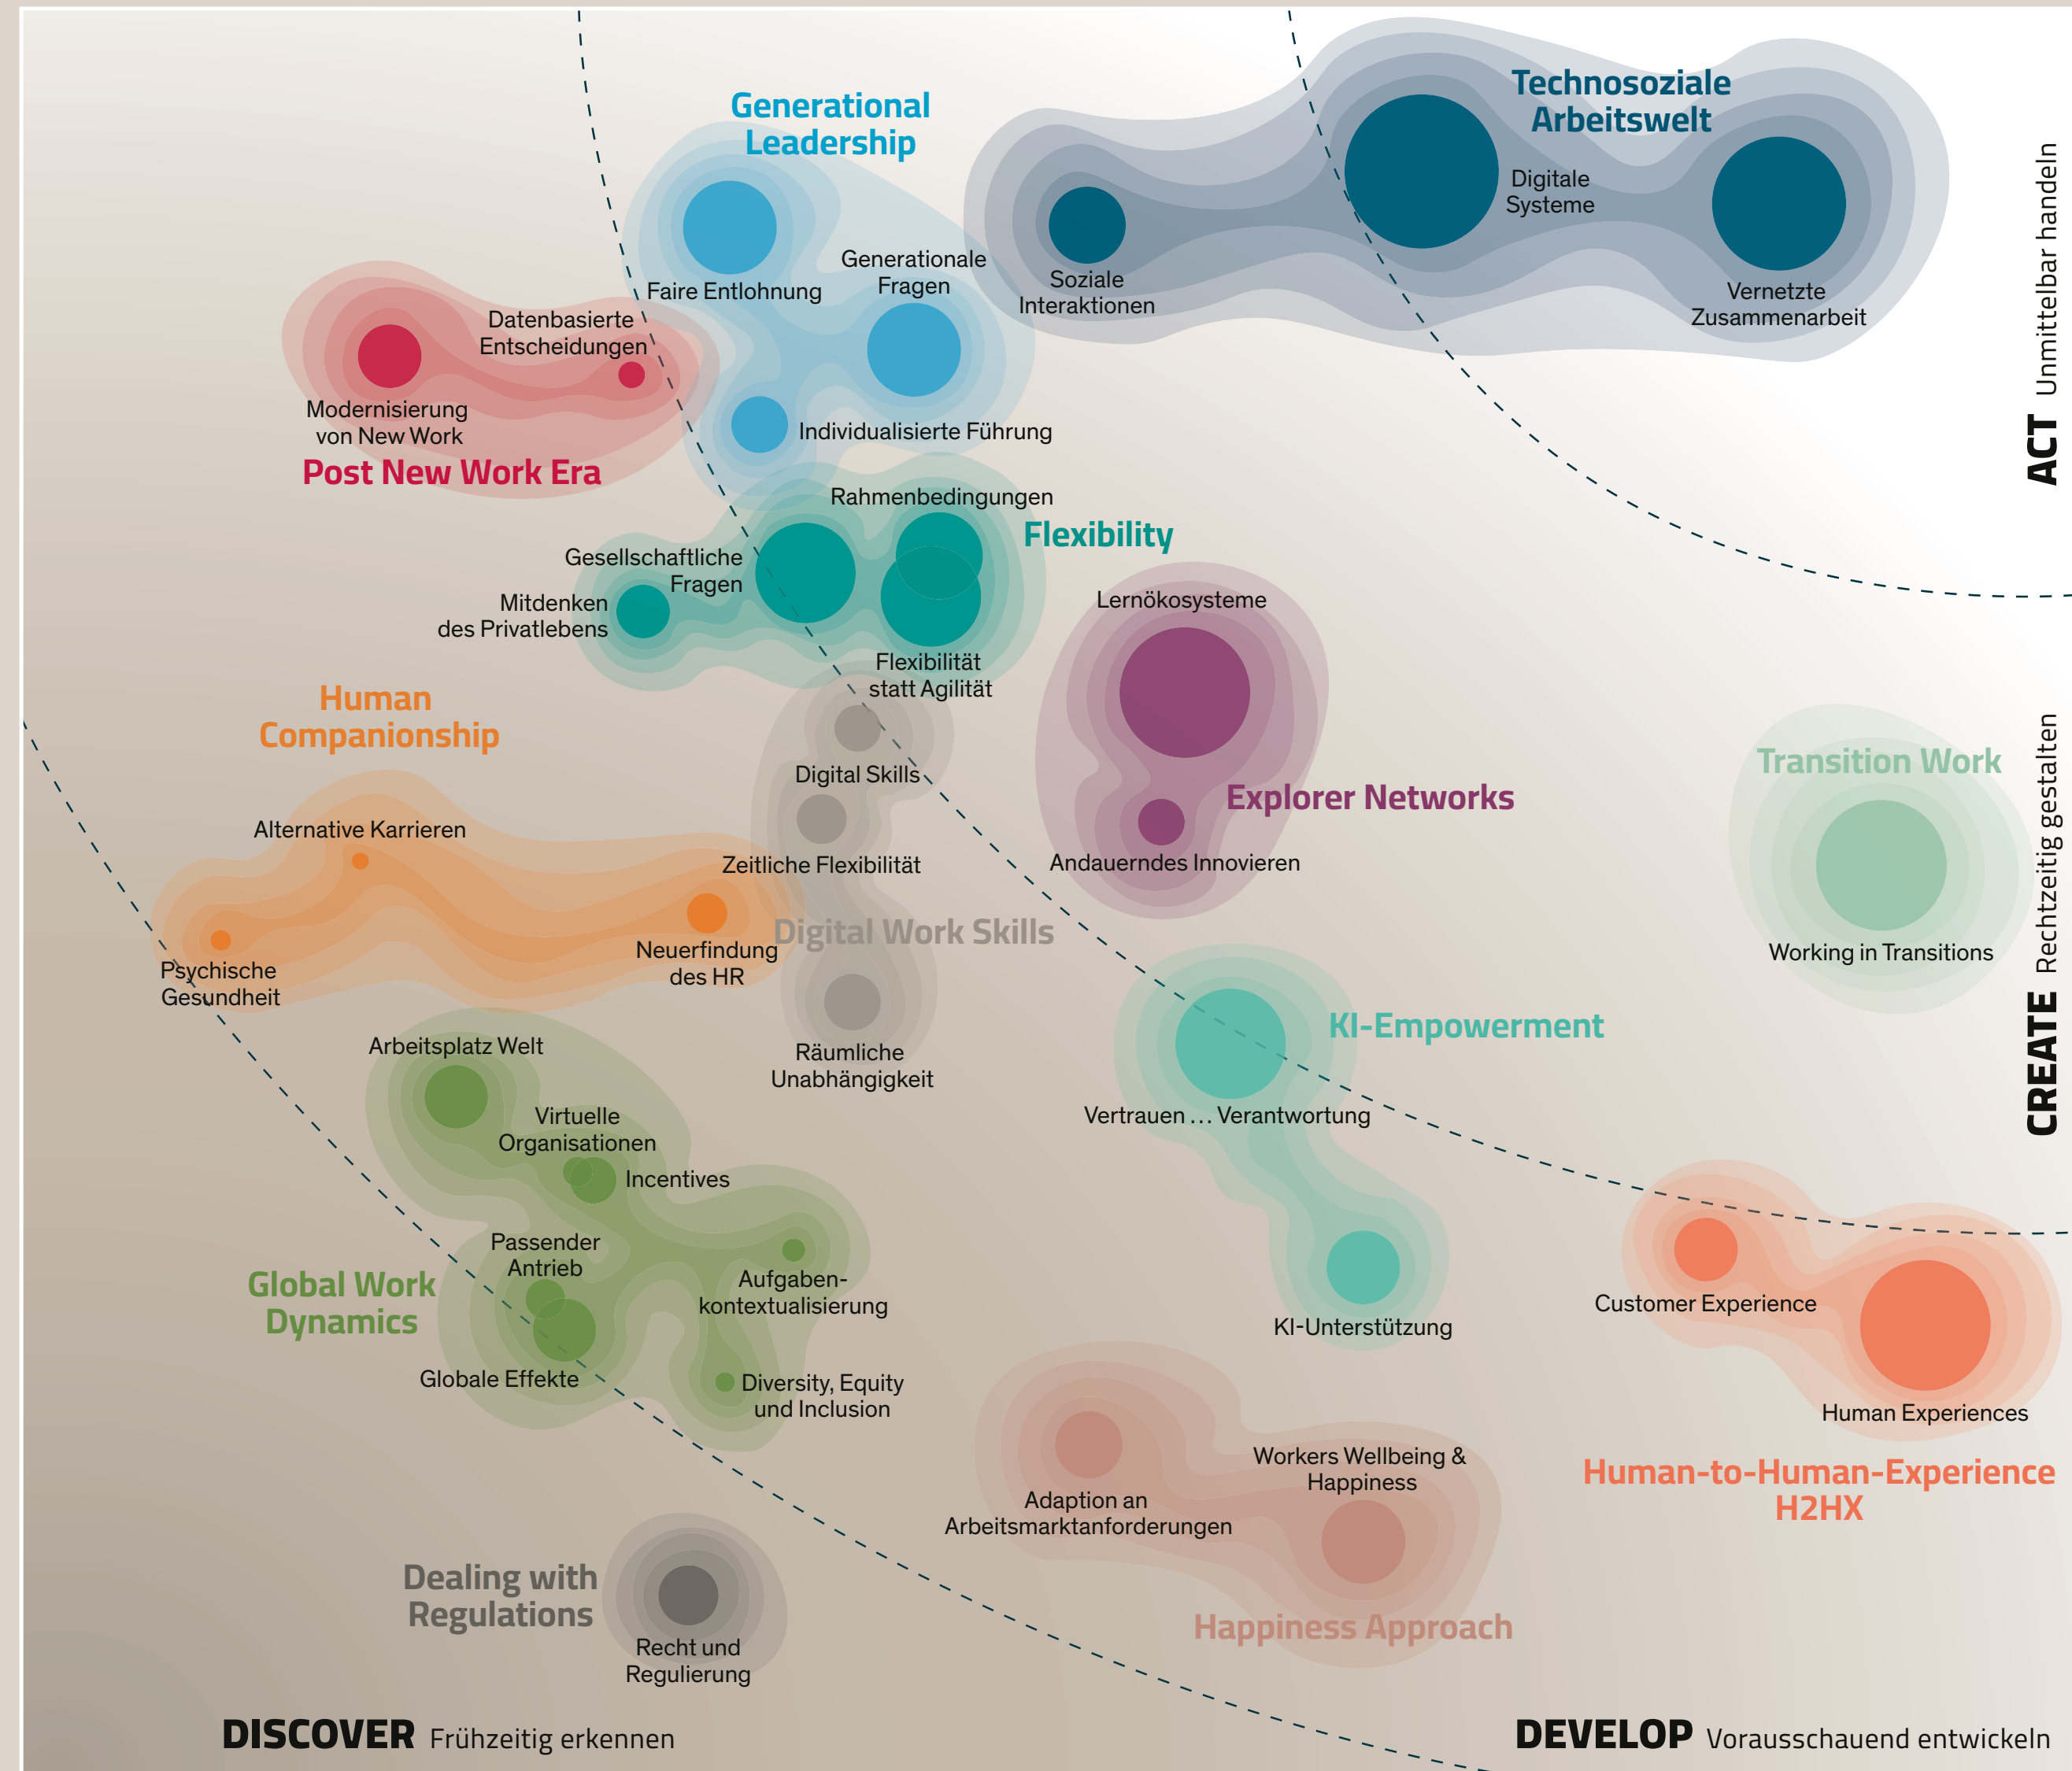 Technosoziale
Arbeitswelt
Digitale
Systeme
Soziale
Interaktionen
Vernetzte
Zusammenarbeit
Generational
Leadership
Faire Entlohnung
Generationale
Fragen
Individualisierte Führung
Datenbasierte
Entscheidungen
Modernisierung
von New Work
Post New Work Era
Rahmenbedingungen
Flexibility
Gesellschaftliche
Fragen
Mitdenken
des Privatlebens
Flexibilität
statt Agilität
Lernökosysteme
Explorer Networks
Andauerndes Innovieren
Human
Companionship
Alternative Karrieren
Psychische
Gesundheit
Neuerfindung
des HR
Digital Skills
Zeitliche Flexibilität
Digital Work Skills
Räumliche
Unabhängigkeit
Transition Work
Working in Transitions
KI-Empowerment
Vertrauen … Verantwortung
KI-Unterstützung
Arbeitsplatz Welt
Virtuelle
Organisationen
Incentives
Passender
Antrieb
Global Work
Dynamics
Aufgaben-
kontextualisierung
Globale Effekte
Diversity, Equity
und Inclusion
Customer Experience
Human Experiences
Human-to-Human-Experience
H2HX
Workers Wellbeing &
Happiness
Adaption an
Arbeitsmarktanforderungen
Happiness Approach
Dealing with
Regulations
Recht und
Regulierung
ACT Unmittelbar handeln
CREATE Rechtzeitig gestalten
DISCOVER Frühzeitig erkennen
DEVELOP Vorausschauend entwickeln